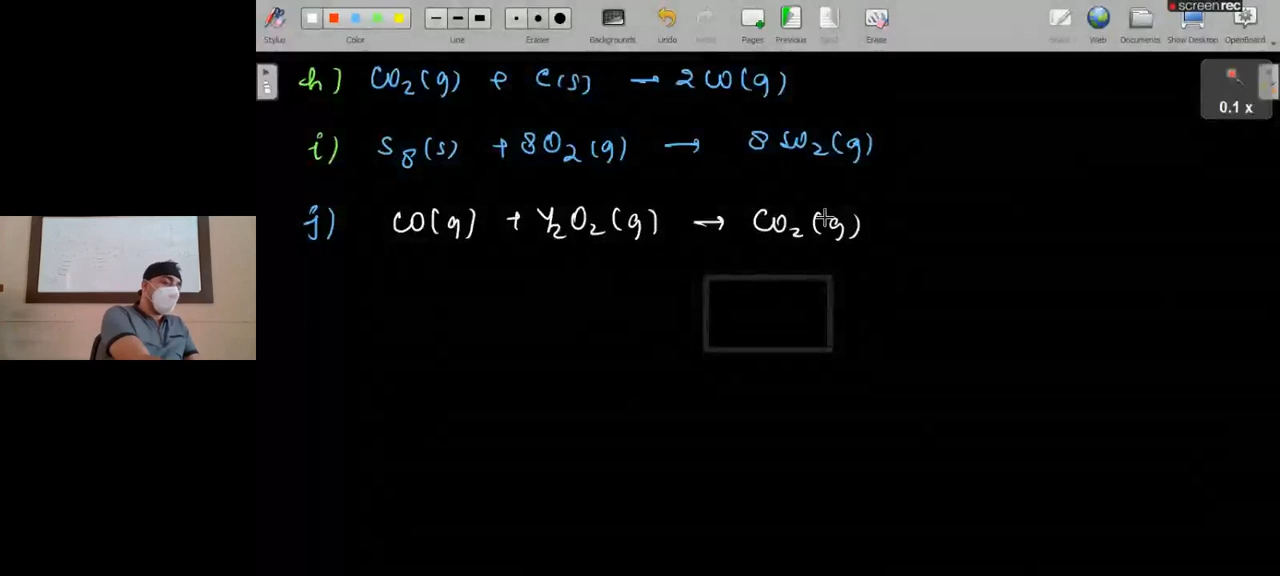 screenrec
Stylus Color Line Eraser Backgrounds Undo Pages Previous Erase Web Documents Show Desktop OpenBoard
0.1 x
h) CO₂(g) + C(s) → 2CO(g)
i) S₈(s) + 8O₂(g) → 8SO₂(g)
j) CO(g) + ½O₂(g) → CO₂(g)